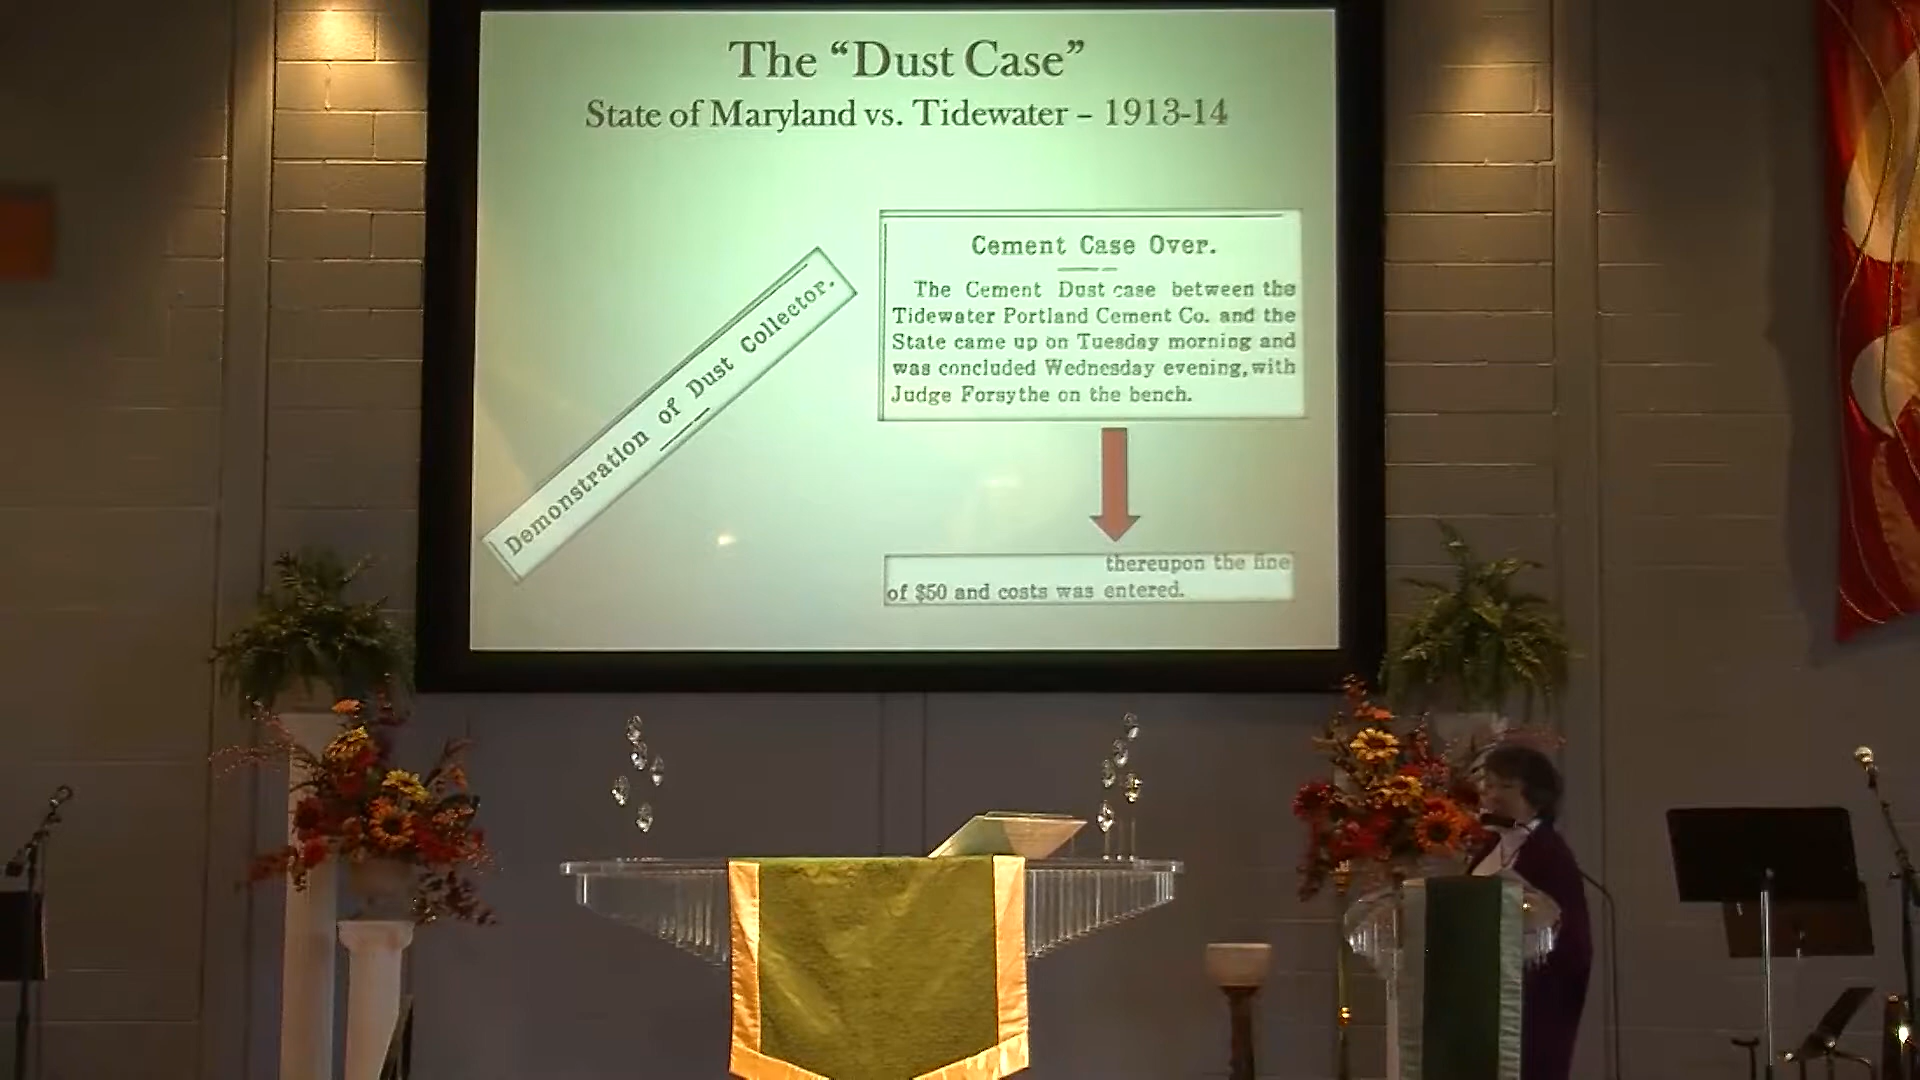 The “Dust Case”
State of Maryland vs. Tidewater – 1913-14
Demonstration of Dust Collector.
Cement Case Over.
The Cement Dust case between the
Tidewater Portland Cement Co. and the
State came up on Tuesday morning and
was concluded Wednesday evening, with
Judge Forsythe on the bench.
thereupon the fine
of $50 and costs was entered.